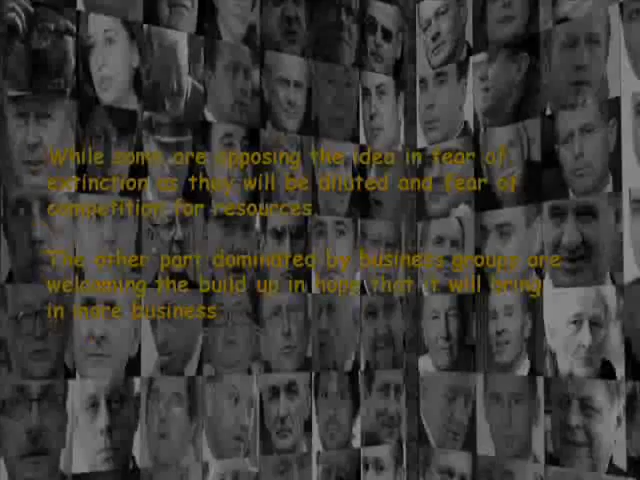 While some are opposing the idea in fear of
extinction as they will be diluted and fear of
competition for resources.
The other part dominated by business groups are
welcoming the build up in hope that it will bring
in more business